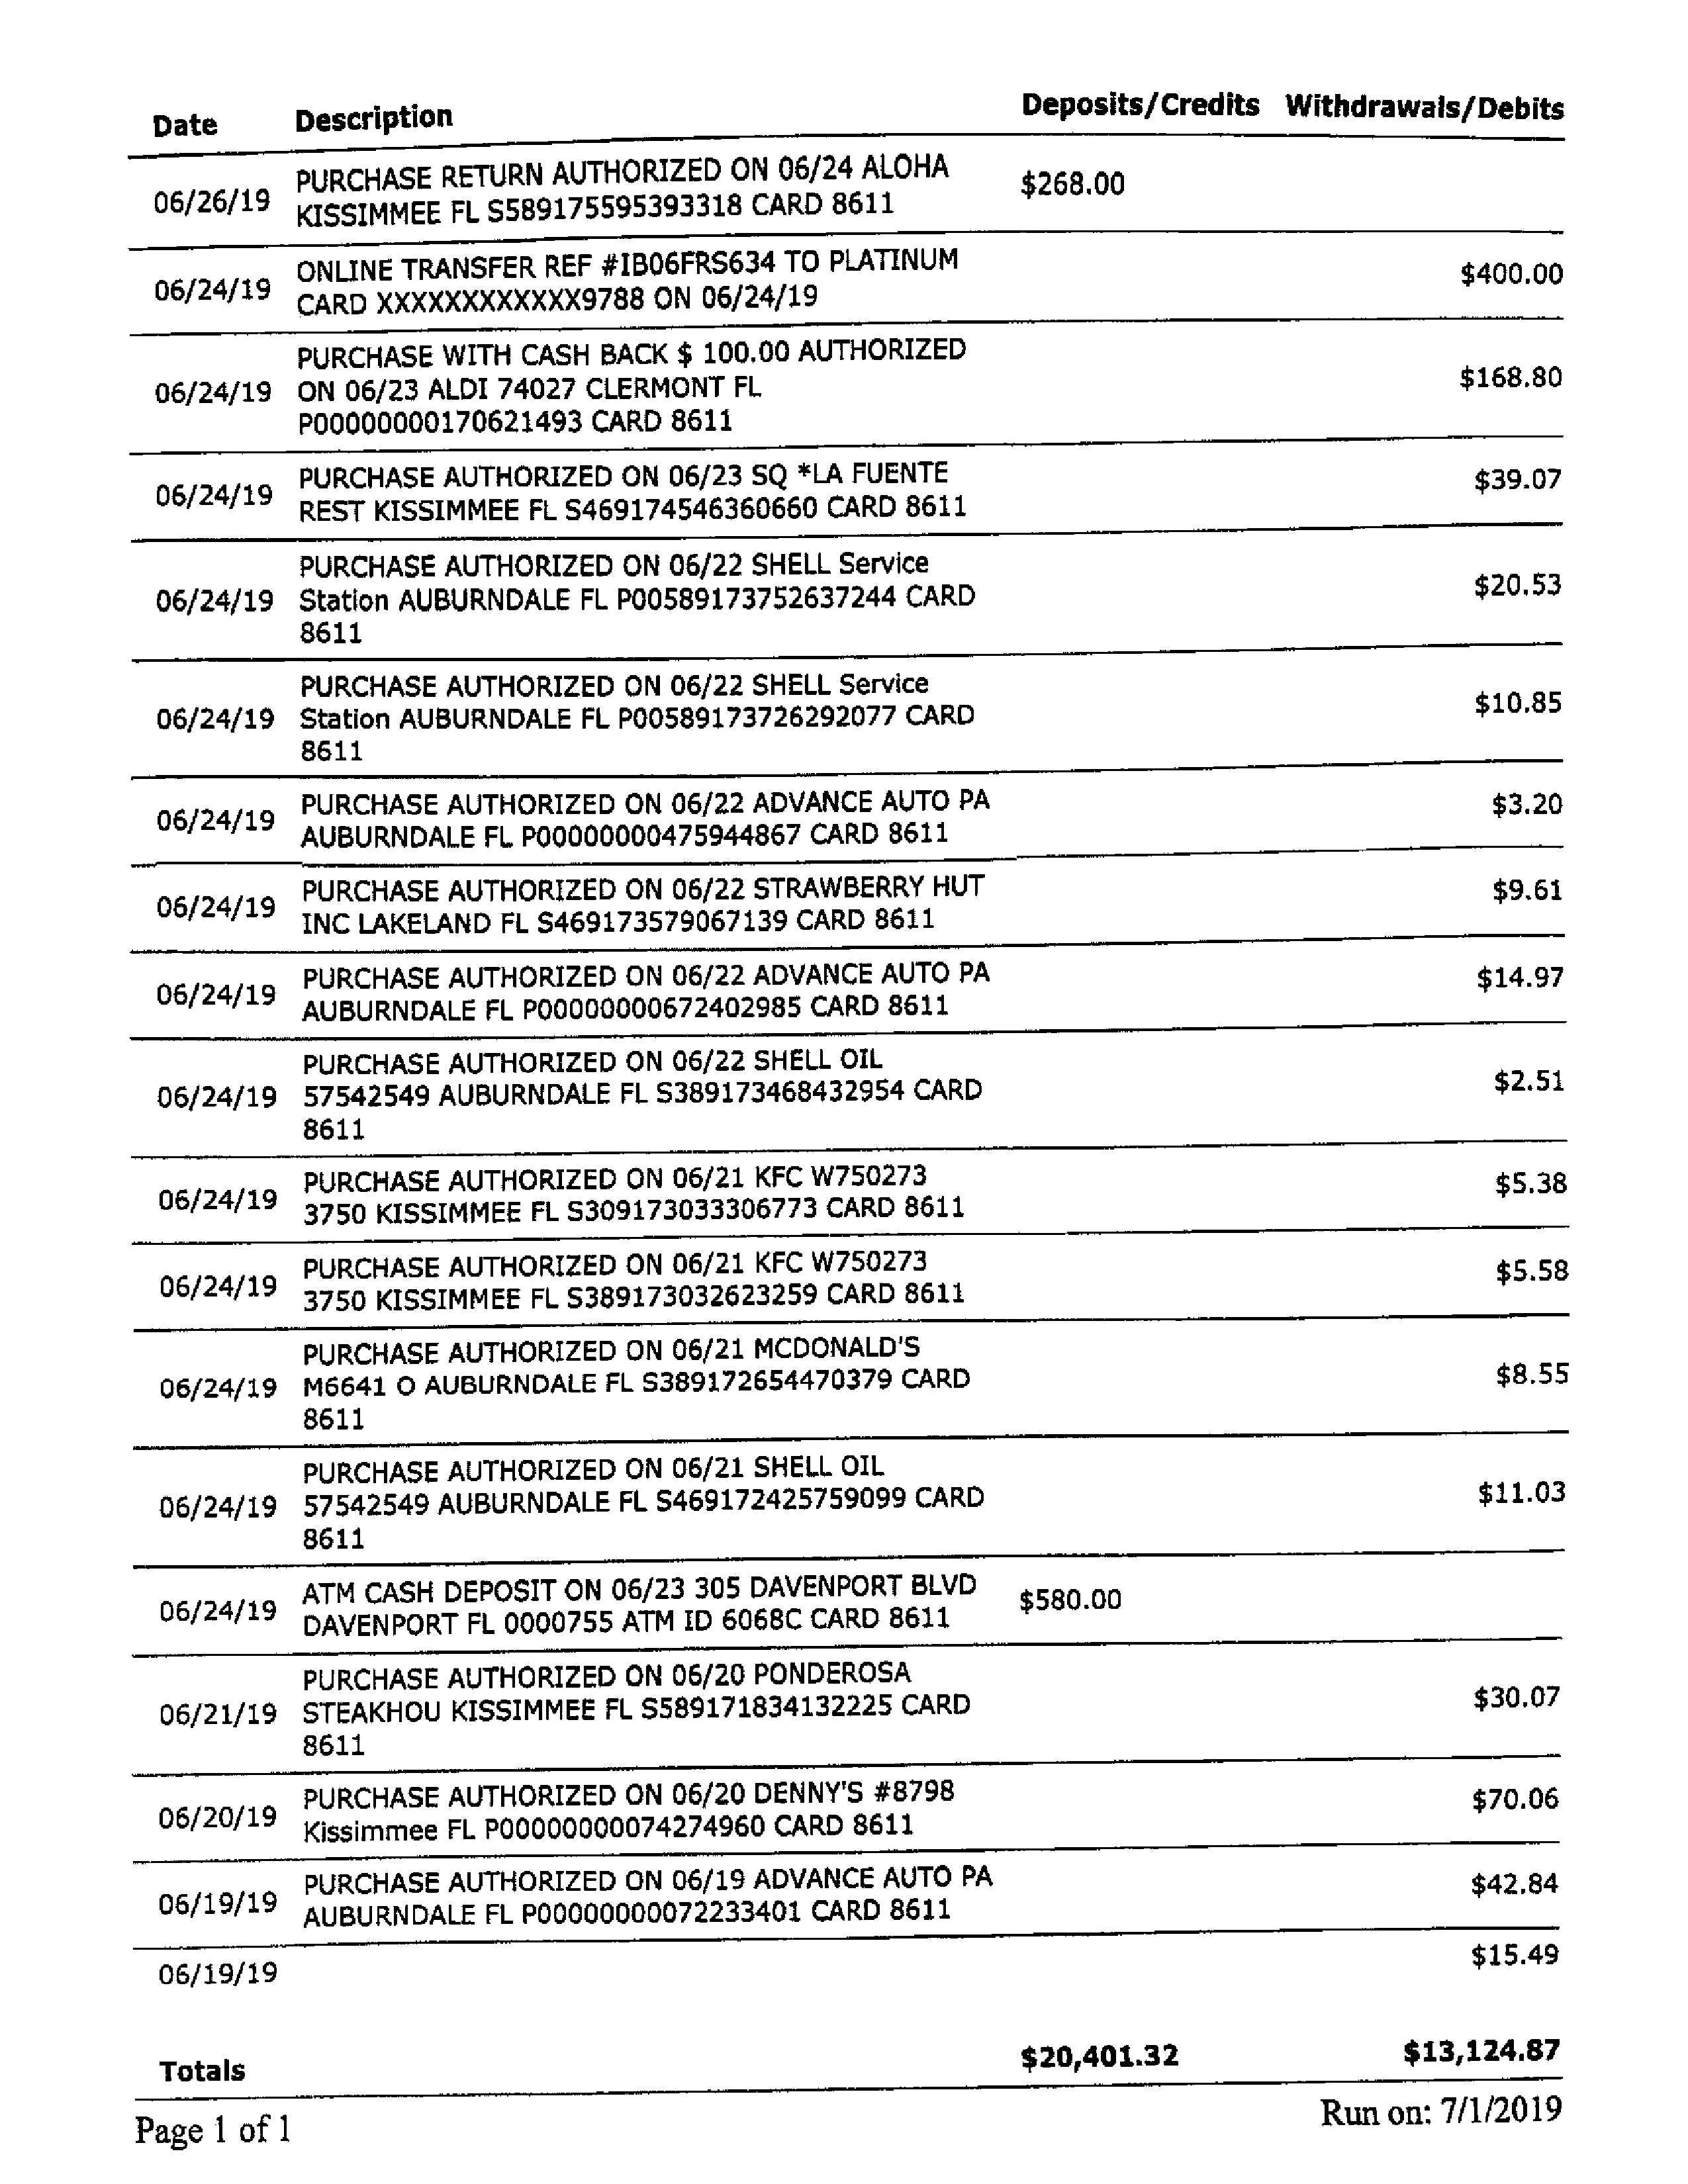 Date Description Deposits/Credits Withdrawals/Debits
06/26/19 PURCHASE RETURN AUTHORIZED ON 06/24 ALOHA $268.00
KISSIMMEE FL S589175595393318 CARD 8611
06/24/19 ONLINE TRANSFER REF #IB06FRS634 TO PLATINUM $400.00
CARD XXXXXXXXXXXX9788 ON 06/24/19
PURCHASE WITH CASH BACK $ 100.00 AUTHORIZED
06/24/19 ON 06/23 ALDI 74027 CLERMONT FL $168.80
P00000000170621493 CARD 8611
06/24/19 PURCHASE AUTHORIZED ON 06/23 SQ *LA FUENTE $39.07
REST KISSIMMEE FL S469174546360660 CARD 8611
PURCHASE AUTHORIZED ON 06/22 SHELL Service
06/24/19 Station AUBURNDALE FL P00589173752637244 CARD $20.53
8611
PURCHASE AUTHORIZED ON 06/22 SHELL Service
06/24/19 Station AUBURNDALE FL P00589173726292077 CARD $10.85
8611
06/24/19 PURCHASE AUTHORIZED ON 06/22 ADVANCE AUTO PA $3.20
AUBURNDALE FL P00000000475944867 CARD 8611
06/24/19 PURCHASE AUTHORIZED ON 06/22 STRAWBERRY HUT $9.61
INC LAKELAND FL S469173579067139 CARD 8611
06/24/19 PURCHASE AUTHORIZED ON 06/22 ADVANCE AUTO PA $14.97
AUBURNDALE FL P00000000672402985 CARD 8611
PURCHASE AUTHORIZED ON 06/22 SHELL OIL
06/24/19 57542549 AUBURNDALE FL S389173468432954 CARD $2.51
8611
06/24/19 PURCHASE AUTHORIZED ON 06/21 KFC W750273 $5.38
3750 KISSIMMEE FL S309173033306773 CARD 8611
06/24/19 PURCHASE AUTHORIZED ON 06/21 KFC W750273 $5.58
3750 KISSIMMEE FL S389173032623259 CARD 8611
PURCHASE AUTHORIZED ON 06/21 MCDONALD'S
06/24/19 M6641 O AUBURNDALE FL S389172654470379 CARD $8.55
8611
PURCHASE AUTHORIZED ON 06/21 SHELL OIL
06/24/19 57542549 AUBURNDALE FL S469172425759099 CARD $11.03
8611
06/24/19 ATM CASH DEPOSIT ON 06/23 305 DAVENPORT BLVD $580.00
DAVENPORT FL 0000755 ATM ID 6068C CARD 8611
PURCHASE AUTHORIZED ON 06/20 PONDEROSA
06/21/19 STEAKHOU KISSIMMEE FL S589171834132225 CARD $30.07
8611
06/20/19 PURCHASE AUTHORIZED ON 06/20 DENNY'S #8798 $70.06
Kissimmee FL P00000000074274960 CARD 8611
06/19/19 PURCHASE AUTHORIZED ON 06/19 ADVANCE AUTO PA $42.84
AUBURNDALE FL P00000000072233401 CARD 8611
06/19/19 $15.49
Totals $20,401.32 $13,124.87
Page 1 of 1 Run on: 7/1/2019